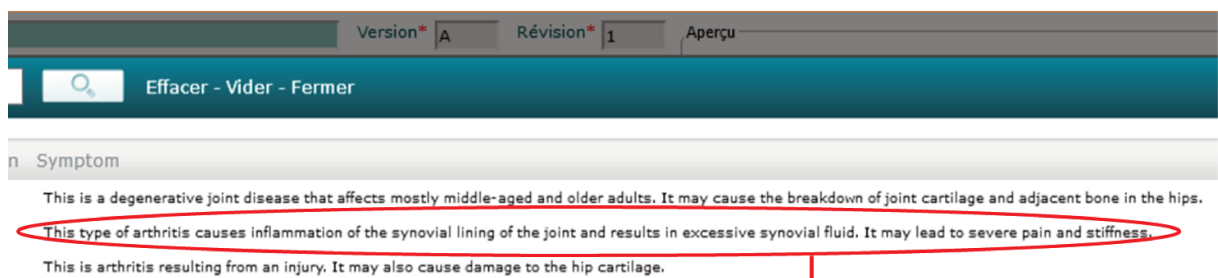 Version* A Révision* 1 Aperçu
Effacer - Vider - Fermer
n Symptom
This is a degenerative joint disease that affects mostly middle-aged and older adults. It may cause the breakdown of joint cartilage and adjacent bone in the hips.
This type of arthritis causes inflammation of the synovial lining of the joint and results in excessive synovial fluid. It may lead to severe pain and stiffness.
This is arthritis resulting from an injury. It may also cause damage to the hip cartilage.